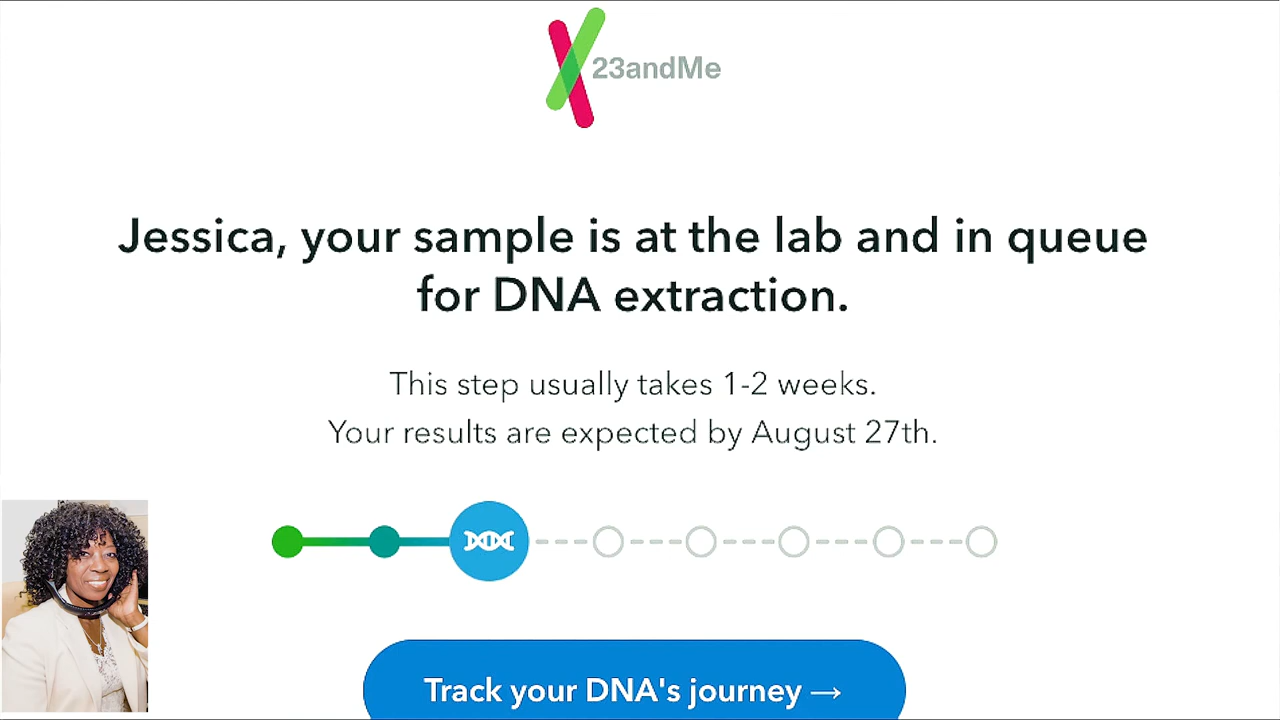 23andMe
Jessica, your sample is at the lab and in queue
for DNA extraction.
This step usually takes 1-2 weeks.
Your results are expected by August 27th.
Track your DNA's journey →